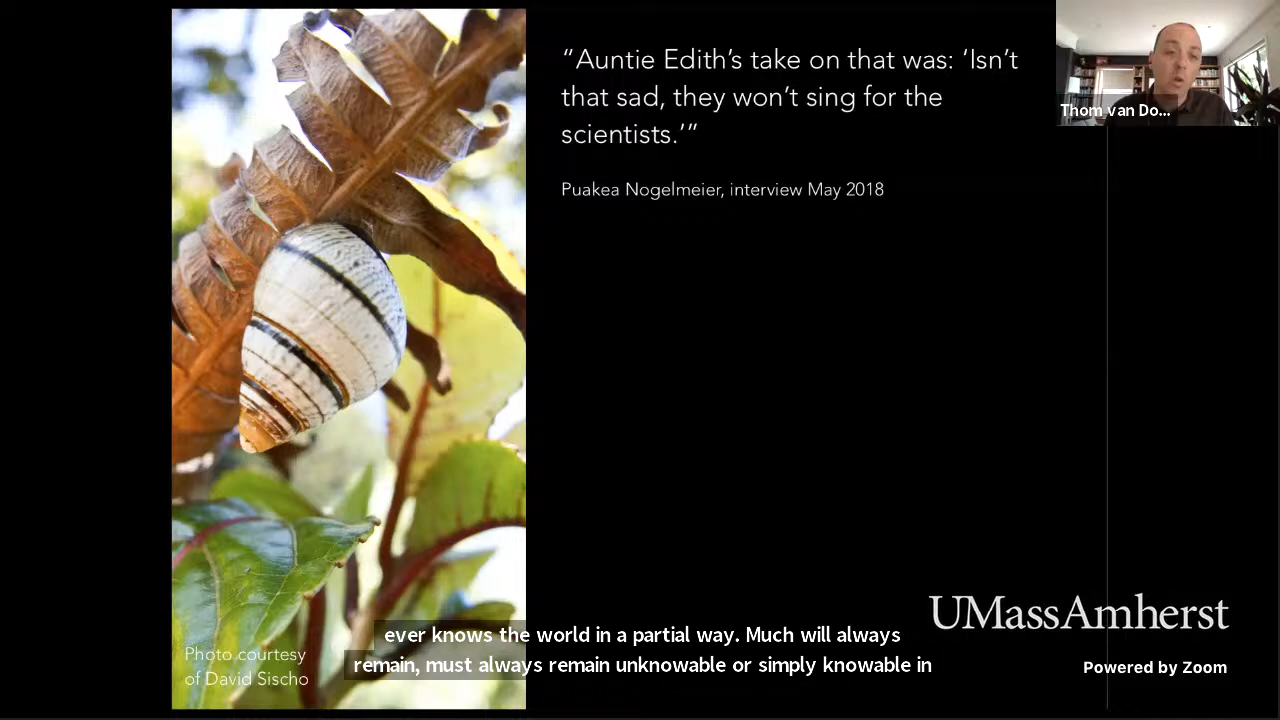 “Auntie Edith’s take on that was: ‘Isn’t
that sad, they won’t sing for the
scientists.’”
Puakea Nogelmeier, interview May 2018
Thom van Do...
Photo courtesy
of David Sischo
ever knows the world in a partial way. Much will always
remain, must always remain unknowable or simply knowable in
UMassAmherst
Powered by Zoom